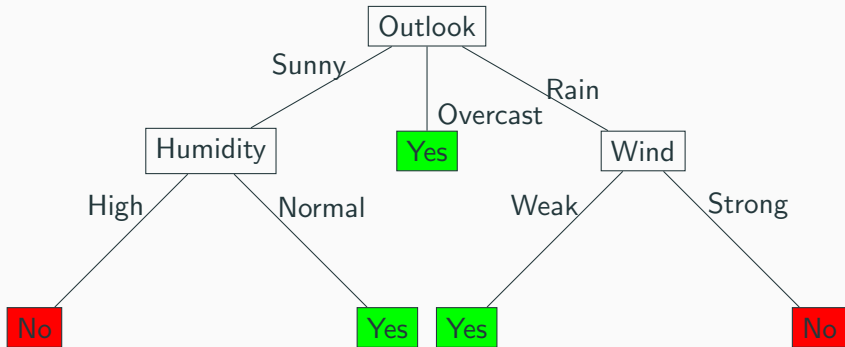 Outlook
Sunny
Rain
Overcast
Humidity
Yes
Wind
High
Normal
Weak
Strong
No
Yes
Yes
No